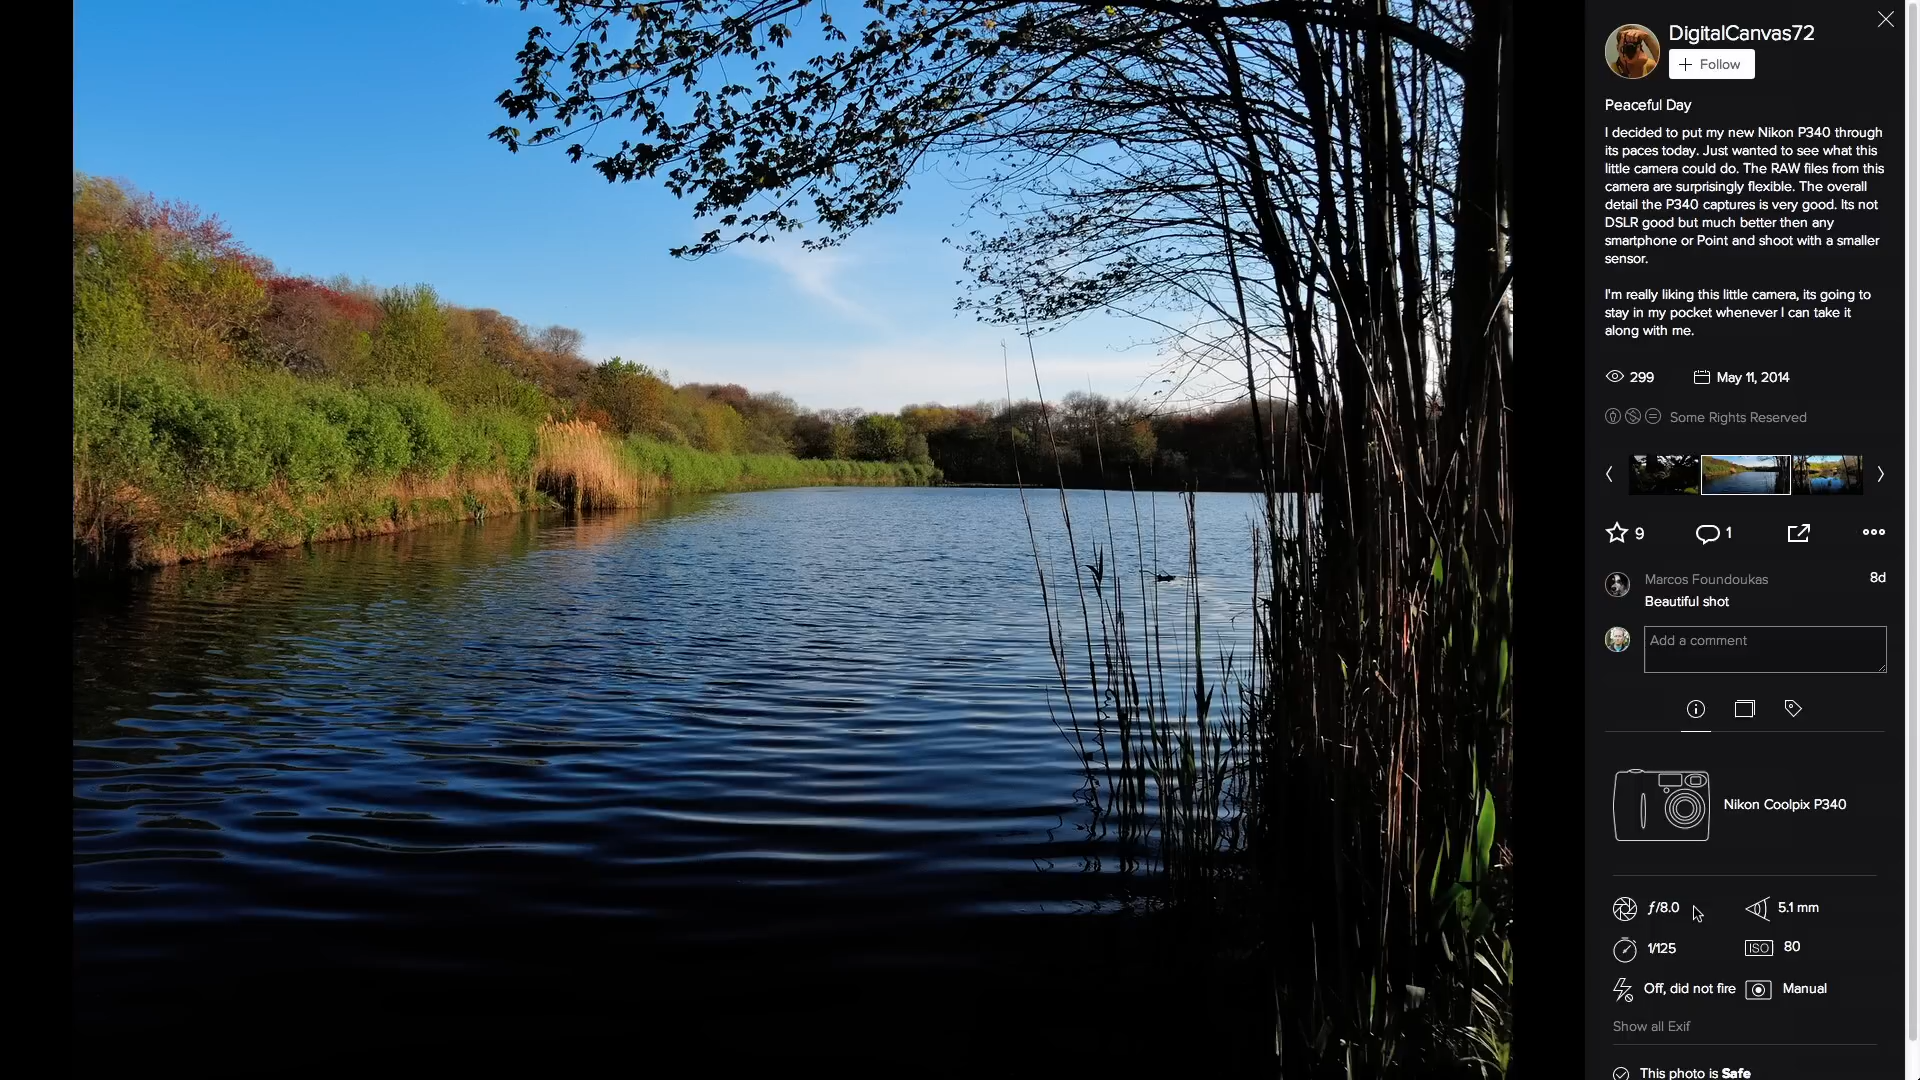 DigitalCanvas72
Follow
Peaceful Day
I decided to put my new Nikon P340 through
its paces today. Just wanted to see what this
little camera could do. The RAW files from this
camera are surprisingly flexible. The overall
detail the P340 captures is very good. Its not
DSLR good but much better then any
smartphone or Point and shoot with a smaller
sensor.
I'm really liking this little camera, its going to
stay in my pocket whenever I can take it
along with me.
299 May 11, 2014
Some Rights Reserved
9 1
Marcos Foundoukas 8d
Beautiful shot
Add a comment
Nikon Coolpix P340
ƒ/8.0 5.1 mm
1/125 ISO 80
Off, did not fire Manual
Show all Exif
This photo is Safe